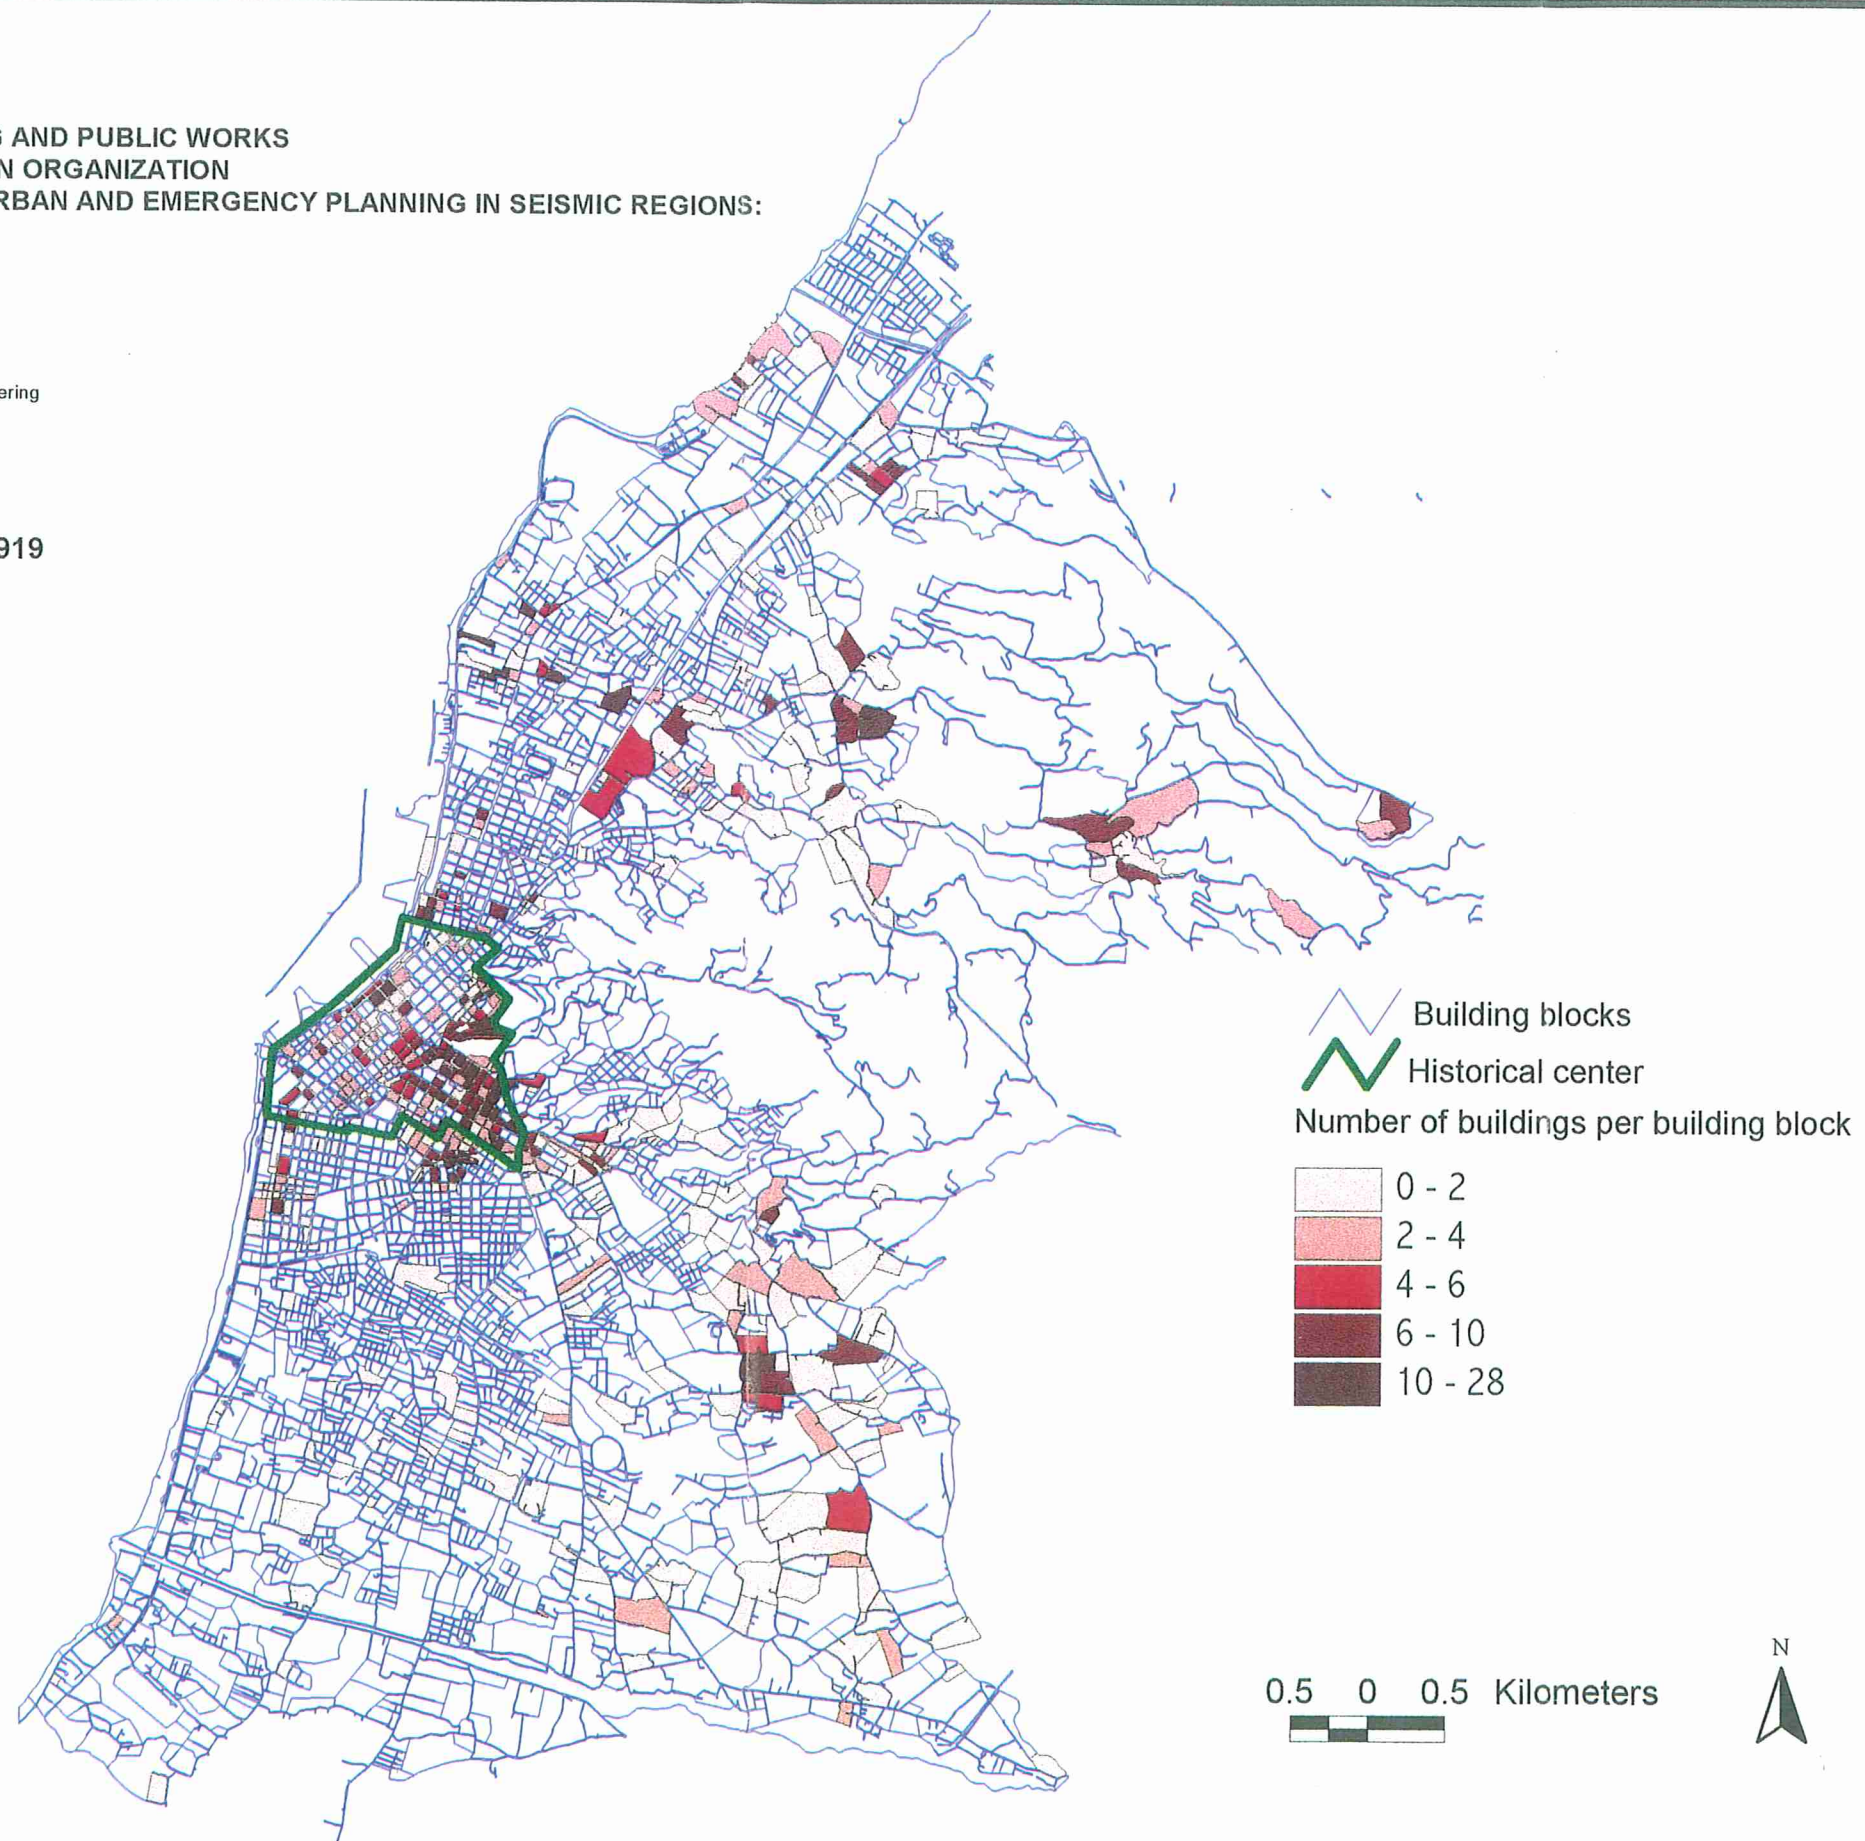 AND PUBLIC WORKS
N ORGANIZATION
RBAN AND EMERGENCY PLANNING IN SEISMIC REGIONS:
ering
919
Building blocks
Historical center
Number of buildings per building block
0 - 2
2 - 4
4 - 6
6 - 10
10 - 28
0.5 0 0.5 Kilometers
N